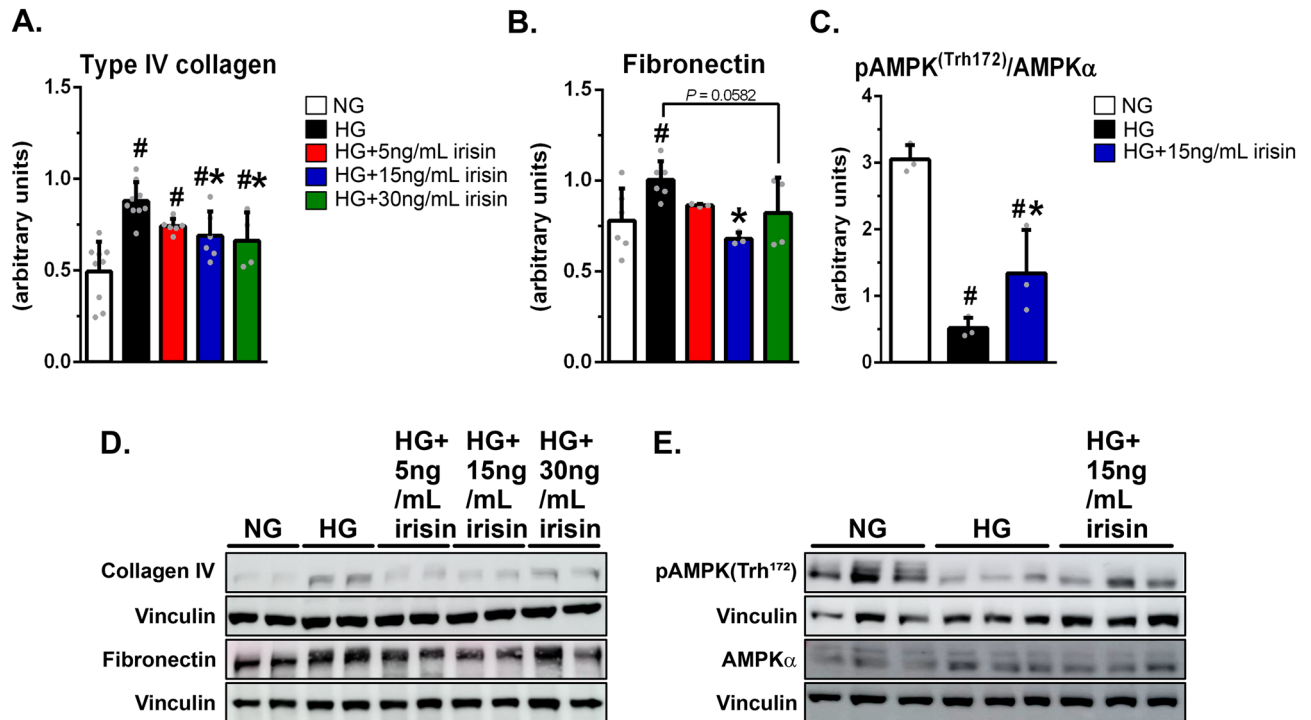 A.
Type IV collagen
(arbitrary units)
1.5
1.0
0.5
0.0
#
#
#*
#*
NG
HG
HG+5ng/mL irisin
HG+15ng/mL irisin
HG+30ng/mL irisin
B.
Fibronectin
P = 0.0582
(arbitrary units)
1.5
1.0
0.5
0.0
#
*
C.
pAMPK(Trh172)/AMPKα
(arbitrary units)
4
3
2
1
0
#
#*
NG
HG
HG+15ng/mL irisin
D.
NG
HG
HG+
5ng
/mL
irisin
HG+
15ng
/mL
irisin
HG+
30ng
/mL
irisin
Collagen IV
Vinculin
Fibronectin
Vinculin
E.
NG
HG
HG+
15ng
/mL
irisin
pAMPK(Trh¹⁷²)
Vinculin
AMPKα
Vinculin